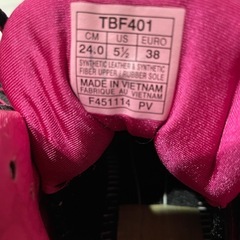 TBF401
CM US EURO
24.0 5½ 38
SYNTHETIC LEATHER & SYNTHETIC
FIBER UPPER / RUBBER SOLE
MADE IN VIETNAM
FABRIQUE AU VIETNAM
F451114 PV